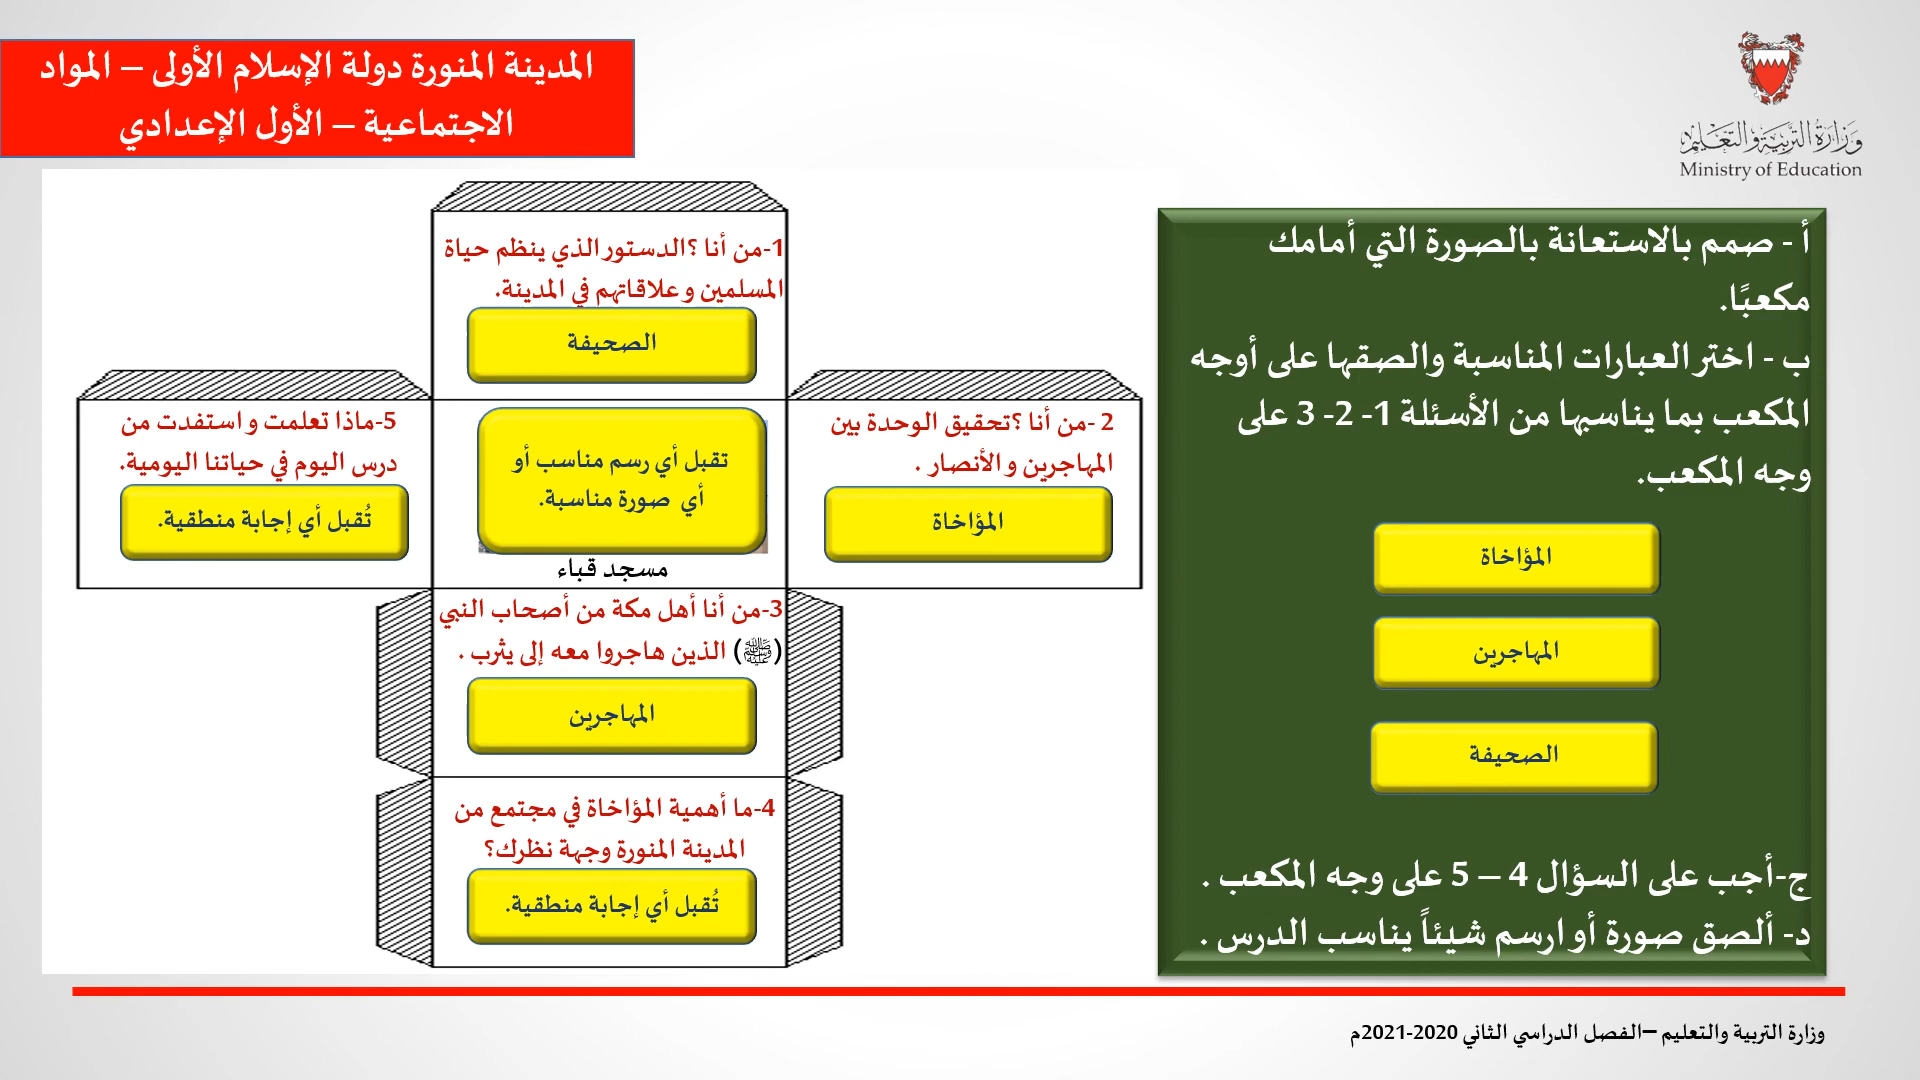 المدينة المنورة دولة الإسلام الأولى – المواد
الاجتماعية – الأول الإعدادي
وزارة التربية والتعليم
Ministry of Education
أ - صمم بالاستعانة بالصورة التي أمامك
مكعبًا.
ب - اختر العبارات المناسبة والصقها على أوجه
المكعب بما يناسبها من الأسئلة 1- 2- 3 على
وجه المكعب.
المؤاخاة
المهاجرين
الصحيفة
ج-أجب على السؤال 4 – 5 على وجه المكعب .
د- ألصق صورة أو ارسم شيئاً يناسب الدرس .
1-من أنا ؟الدستور الذي ينظم حياة
المسلمين وعلاقاتهم في المدينة.
الصحيفة
2 -من أنا ؟تحقيق الوحدة بين
المهاجرين والأنصار .
المؤاخاة
تقبل أي رسم مناسب أو
أي صورة مناسبة.
مسجد قباء
5-ماذا تعلمت واستفدت من
درس اليوم في حياتنا اليومية.
تُقبل أي إجابة منطقية.
3-من أنا أهل مكة من أصحاب النبي
(ﷺ) الذين هاجروا معه إلى يثرب .
المهاجرين
4-ما أهمية المؤاخاة في مجتمع من
المدينة المنورة وجهة نظرك؟
تُقبل أي إجابة منطقية.
وزارة التربية والتعليم –الفصل الدراسي الثاني 2020-2021م